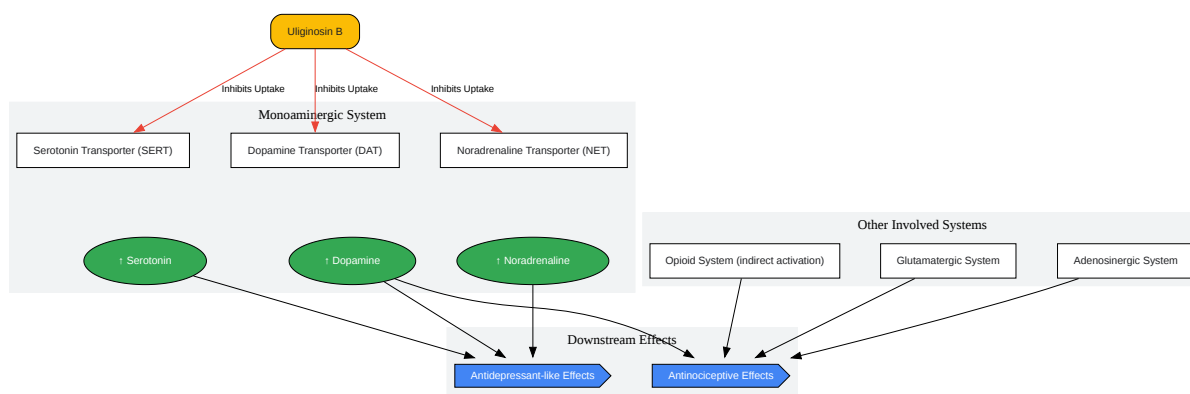 Uliginosin B
Inhibits Uptake
Inhibits Uptake
Inhibits Uptake
Monoaminergic System
Serotonin Transporter (SERT)
Dopamine Transporter (DAT)
Noradrenaline Transporter (NET)
Other Involved Systems
↑ Serotonin
↑ Dopamine
↑ Noradrenaline
Opioid System (indirect activation)
Glutamatergic System
Adenosinergic System
Downstream Effects
Antidepressant-like Effects
Antinociceptive Effects